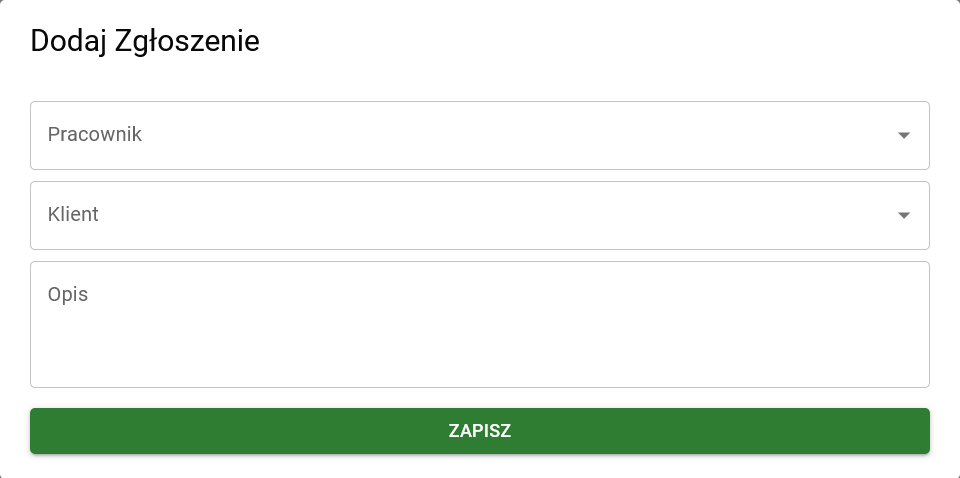 Dodaj Zgłoszenie
Pracownik
Klient
Opis
ZAPISZ